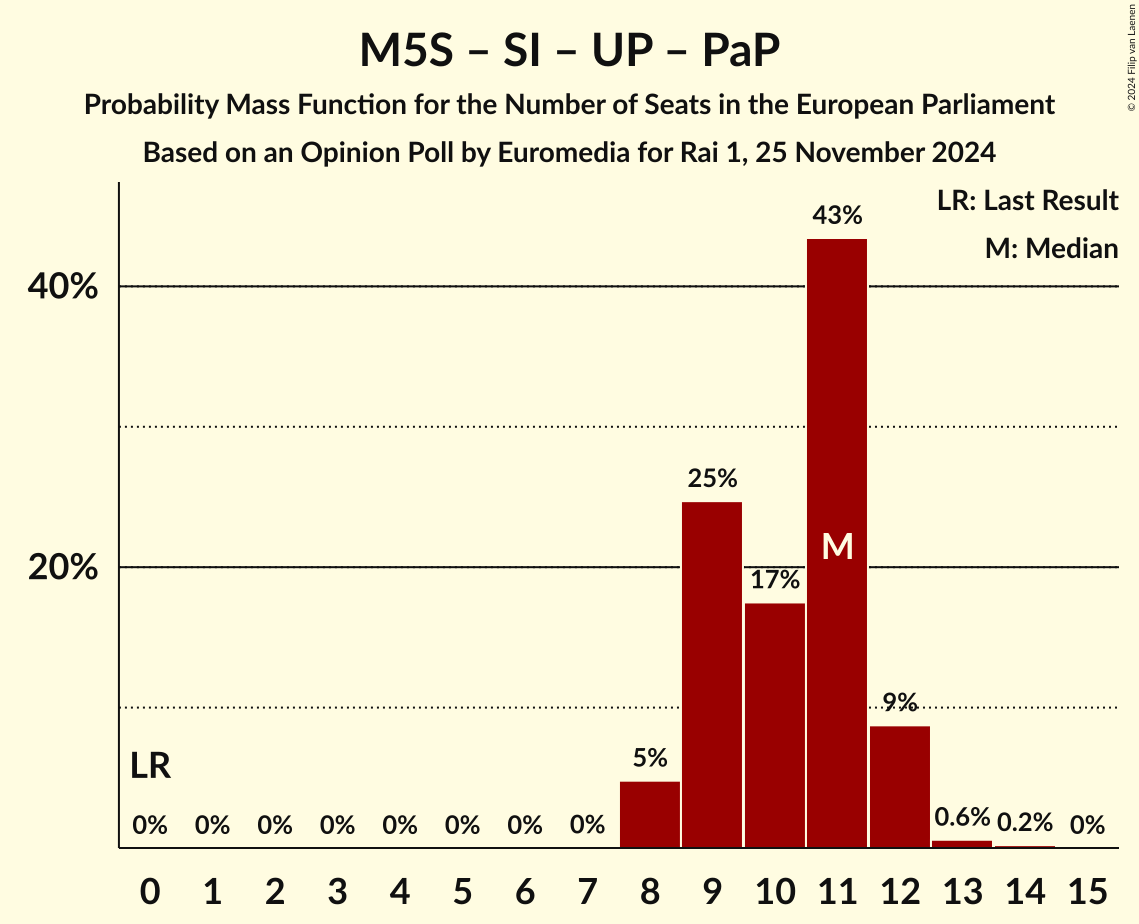 M5S – SI – UP – PaP
Probability Mass Function for the Number of Seats in the European Parliament
Based on an Opinion Poll by Euromedia for Rai 1, 25 November 2024
© 2024 Filip van Laenen
LR: Last Result
M: Median
43%
40%
25%
M
20%
17%
9%
LR
5%
0% 0% 0% 0% 0% 0% 0% 0% 0.6% 0.2% 0%
0 1 2 3 4 5 6 7 8 9 10 11 12 13 14 15